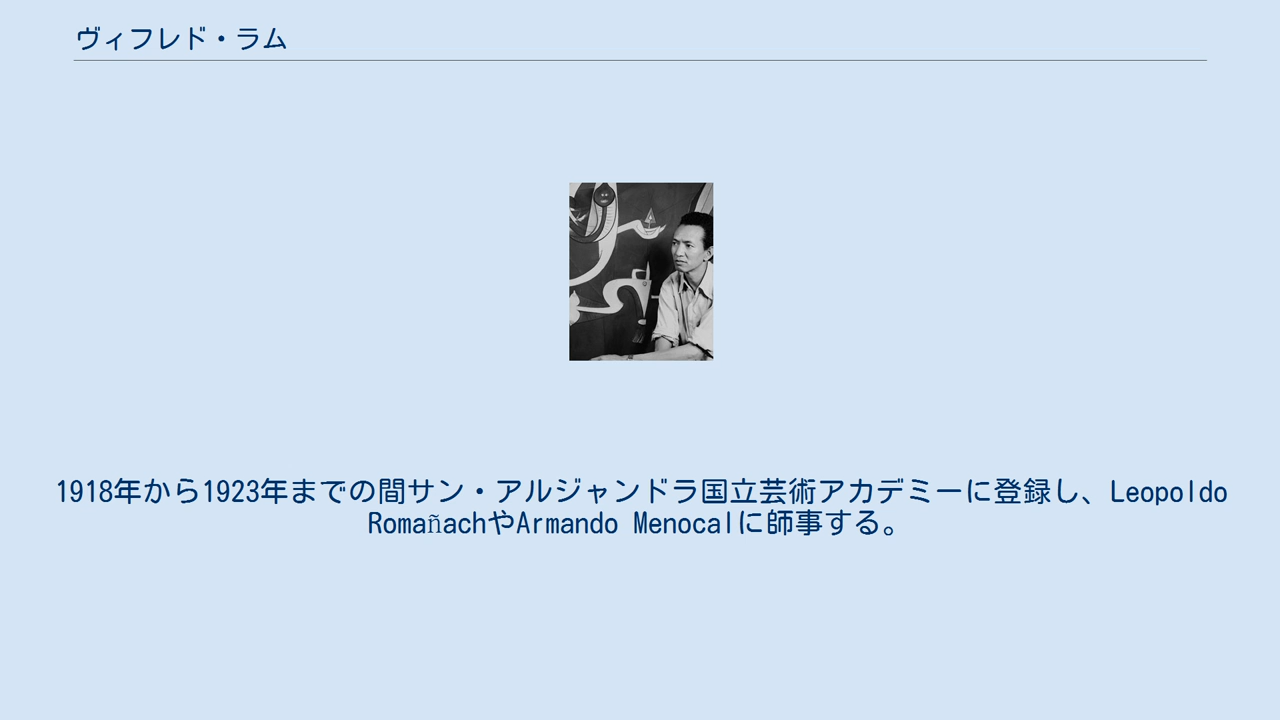 ヴィフレド・ラム
1918年から1923年までの間サン・アルジャンドラ国立芸術アカデミーに登録し、Leopoldo
RomañachやArmando Menocalに師事する。